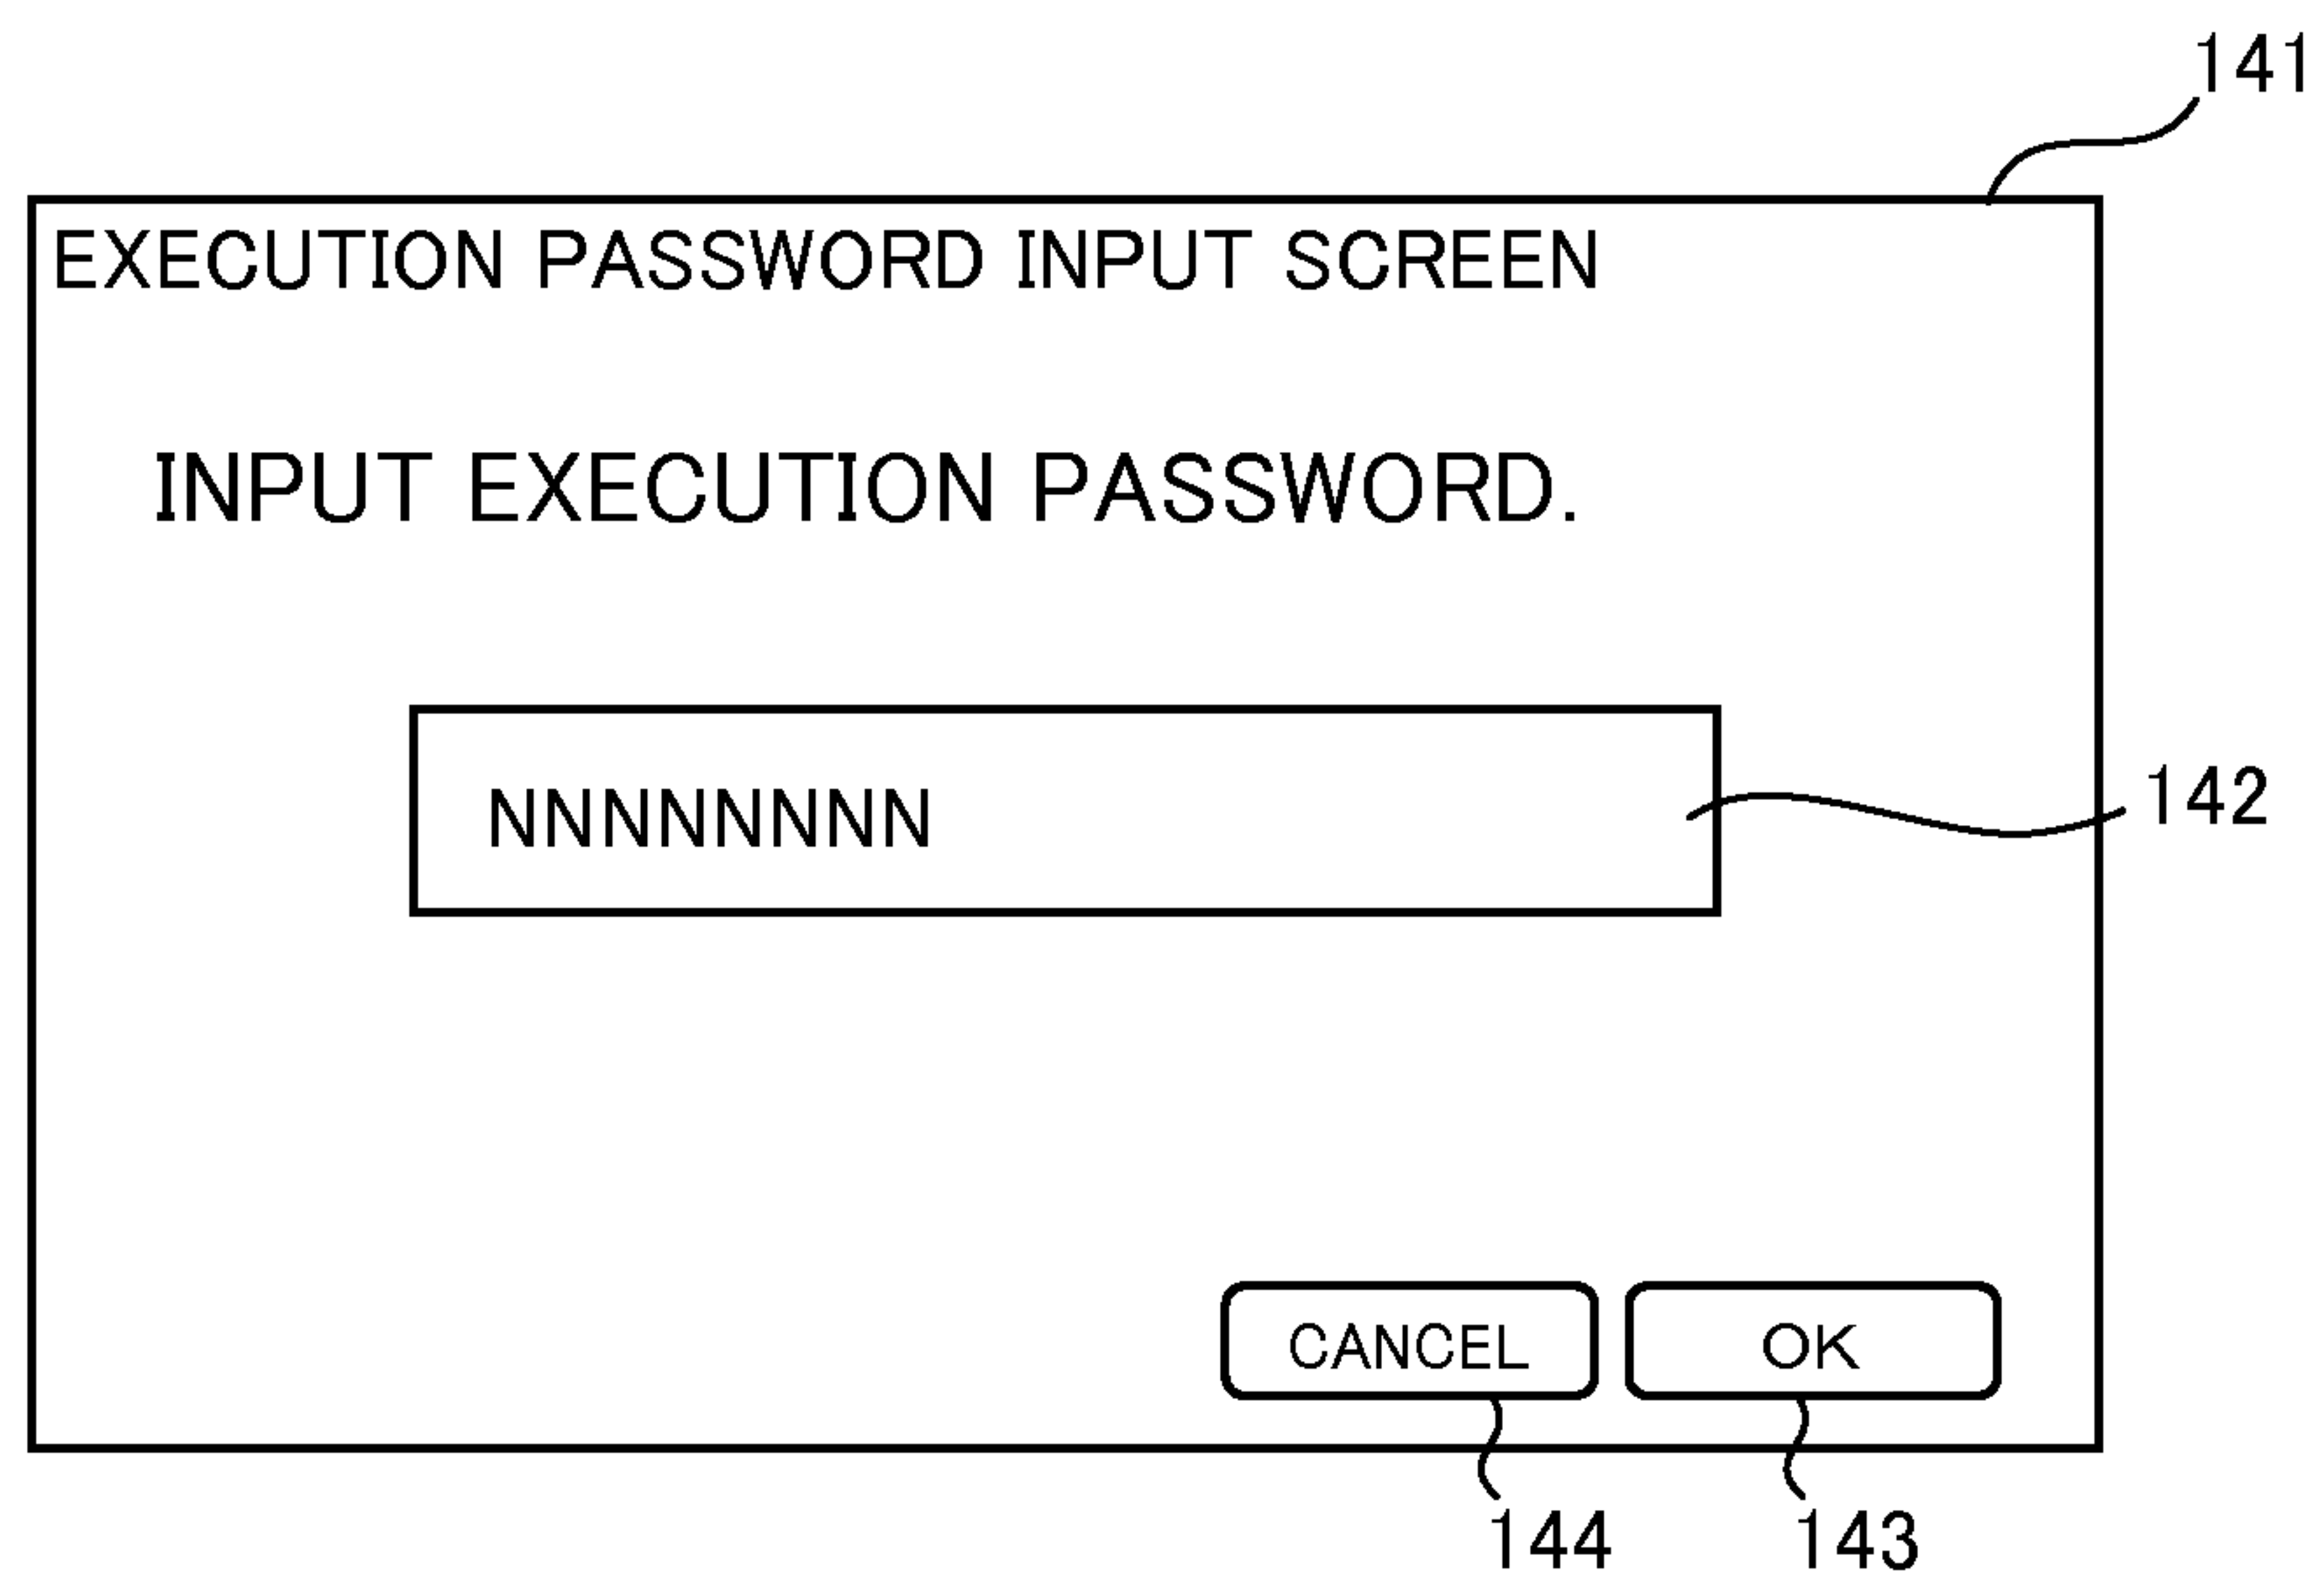 141
EXECUTION PASSWORD INPUT SCREEN
INPUT EXECUTION PASSWORD.
NNNNNNNN
142
CANCEL OK
144 143